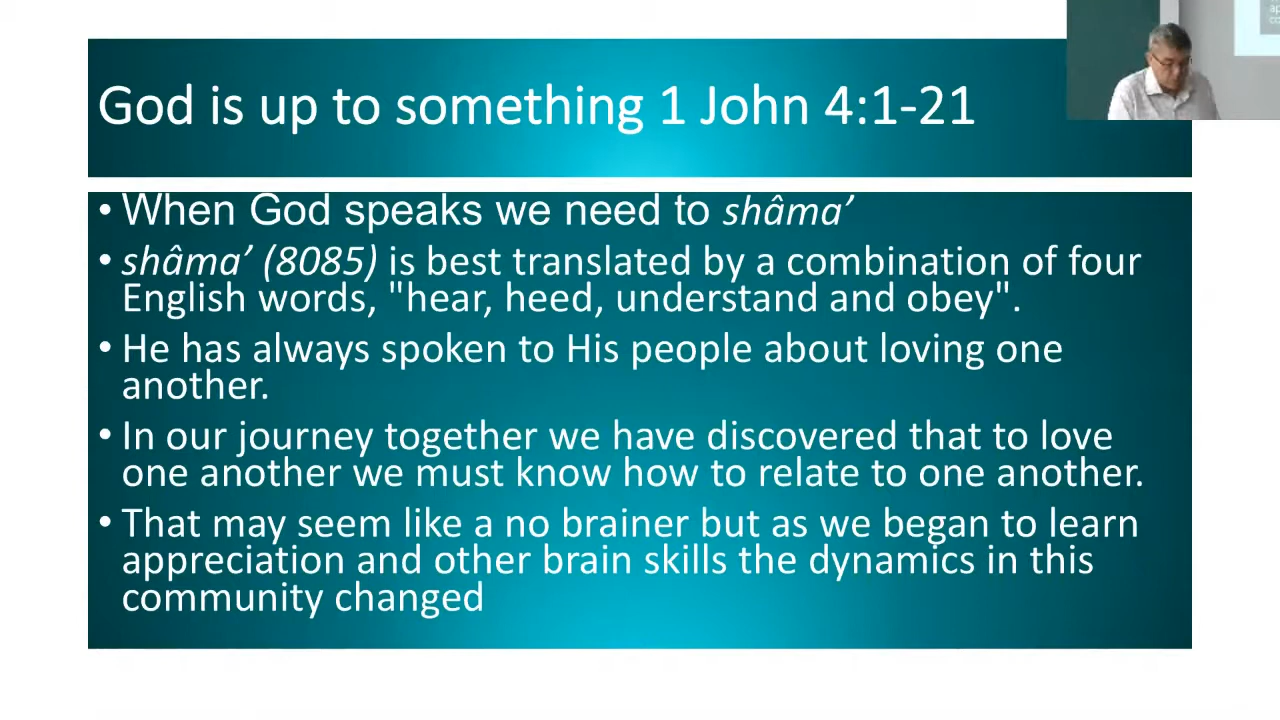 God is up to something 1 John 4:1-21
• When God speaks we need to shâma’
• shâma’ (8085) is best translated by a combination of four
English words, "hear, heed, understand and obey".
• He has always spoken to His people about loving one
another.
• In our journey together we have discovered that to love
one another we must know how to relate to one another.
• That may seem like a no brainer but as we began to learn
appreciation and other brain skills the dynamics in this
community changed